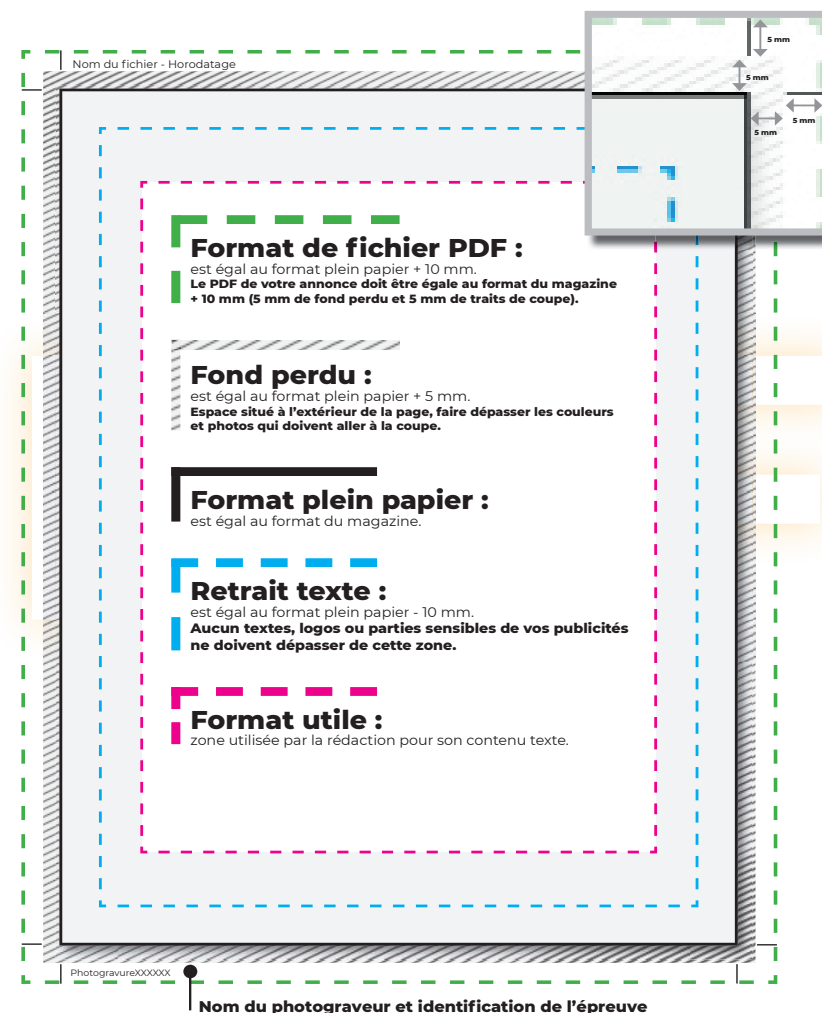 Nom du fichier - Horodatage
5 mm
5 mm
5 mm
5 mm
Format de fichier PDF :
est égal au format plein papier + 10 mm.
Le PDF de votre annonce doit être égale au format du magazine
+ 10 mm (5 mm de fond perdu et 5 mm de traits de coupe).
Fond perdu :
est égal au format plein papier + 5 mm.
Espace situé à l’extérieur de la page, faire dépasser les couleurs
et photos qui doivent aller à la coupe.
Format plein papier :
est égal au format du magazine.
Retrait texte :
est égal au format plein papier - 10 mm.
Aucun textes, logos ou parties sensibles de vos publicités
ne doivent dépasser de cette zone.
Format utile :
zone utilisée par la rédaction pour son contenu texte.
PhotogravureXXXXXX
Nom du photograveur et identification de l’épreuve